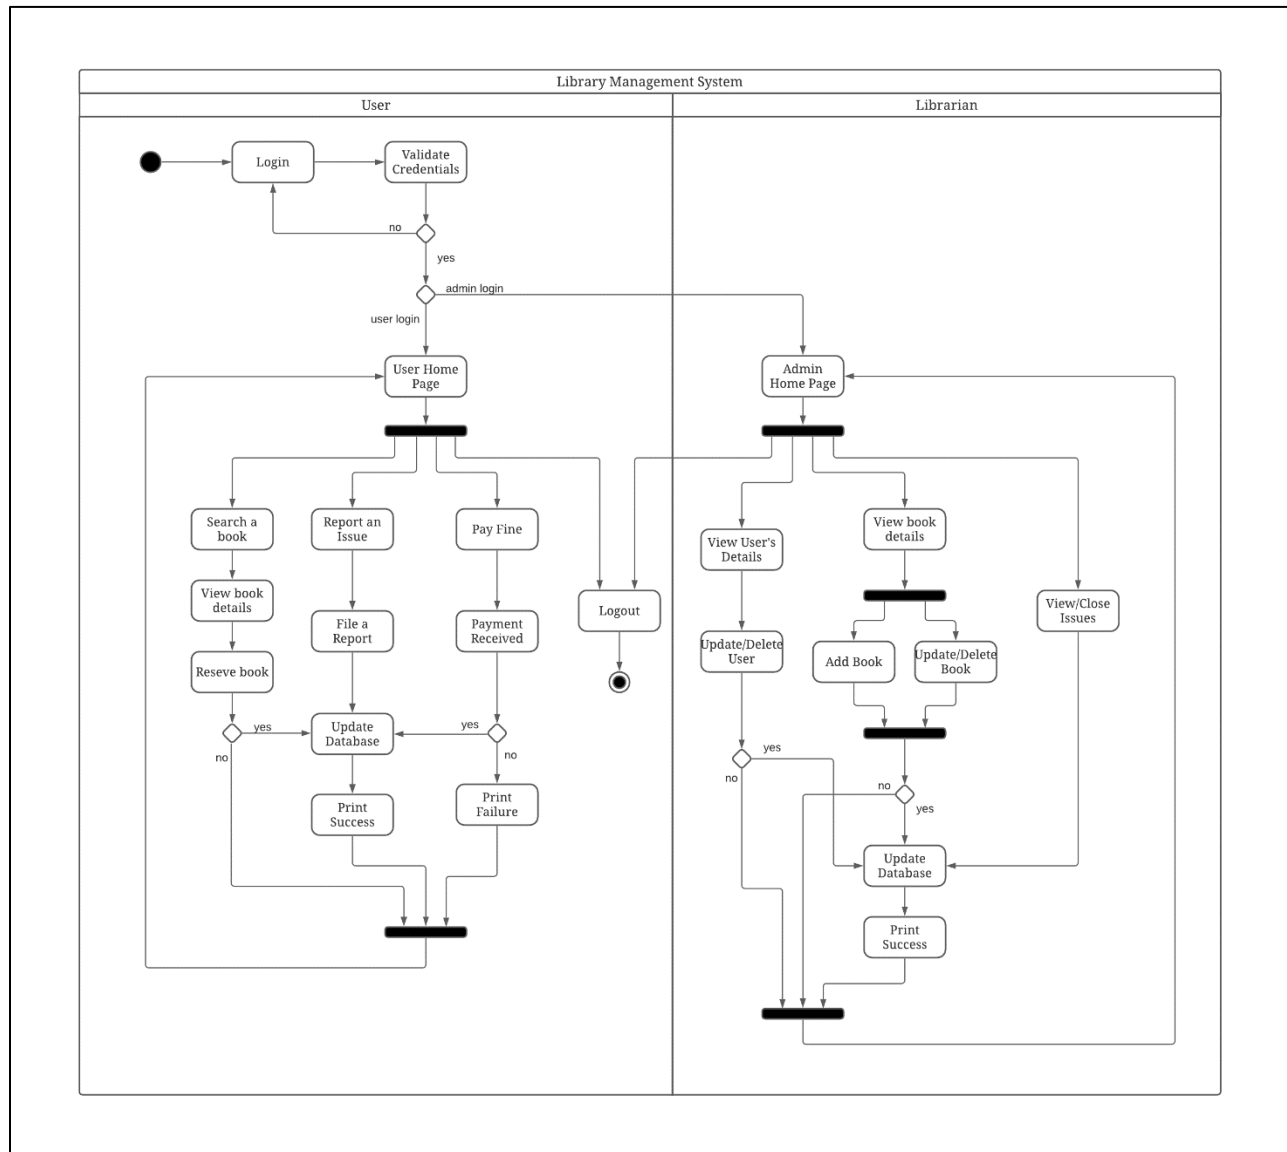 Library Management System
User
Librarian
Login
Validate
Credentials
no
yes
admin login
user login
User Home
Page
Admin
Home Page
Search a
book
Report an
Issue
Pay Fine
View User's
Details
View book
details
View book
details
File a
Report
Payment
Received
Logout
Update/Delete
User
Add Book
Update/Delete
Book
View/Close
Issues
Reseve book
yes
no
Update
Database
yes
no
Print
Success
Print
Failure
yes
no
no
yes
Update
Database
Print
Success